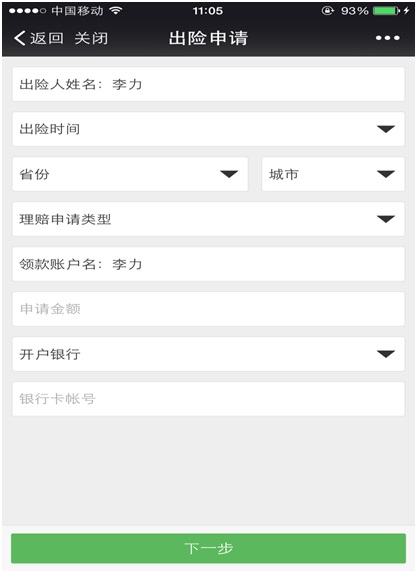 中国移动 11:05 93%
返回 关闭 出险申请
出险人姓名：李力
出险时间
省份 城市
理赔申请类型
领款账户名：李力
申请金额
开户银行
银行卡帐号
下一步